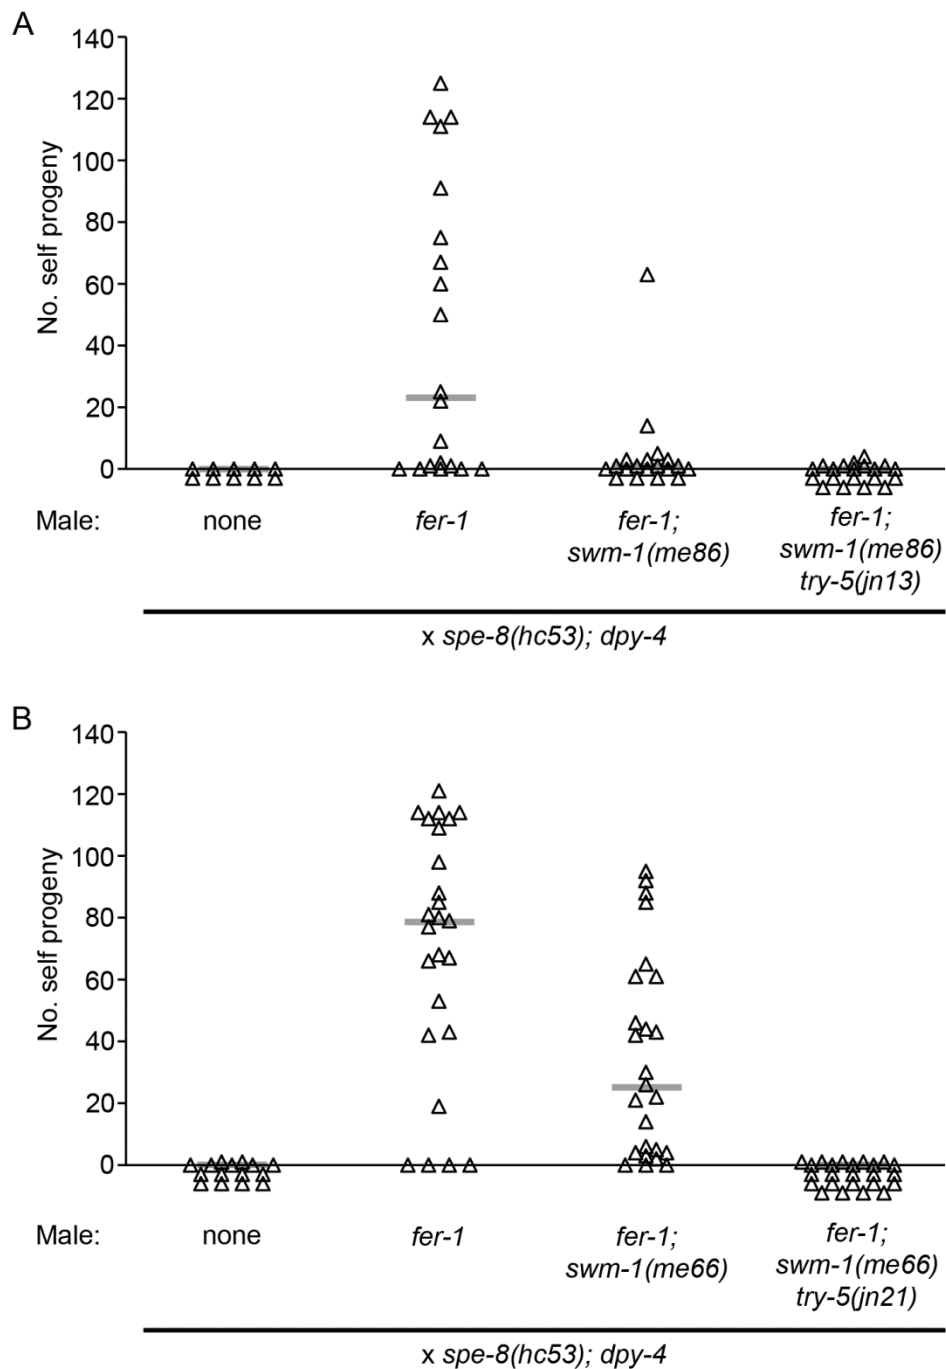 A
140
120
100
80
60
40
20
0
No. self progeny
Male: none fer-1 fer-1; fer-1;
swm-1(me86) swm-1(me86)
try-5(jn13)
x spe-8(hc53); dpy-4
B
140
120
100
80
60
40
20
0
No. self progeny
Male: none fer-1 fer-1; fer-1;
swm-1(me66) swm-1(me66)
try-5(jn21)
x spe-8(hc53); dpy-4